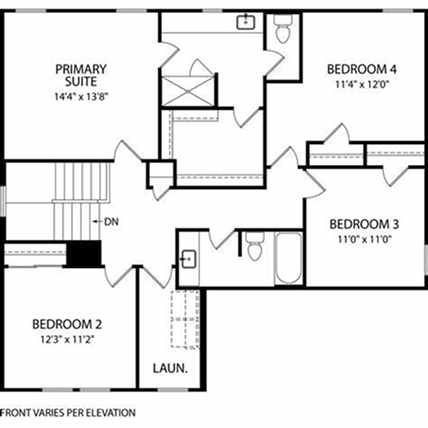 PRIMARY
SUITE
14'4" x 13'8"
BEDROOM 4
11'4" x 12'0"
DN
BEDROOM 3
11'0" x 11'0"
BEDROOM 2
12'3" x 11'2"
LAUN.
FRONT VARIES PER ELEVATION